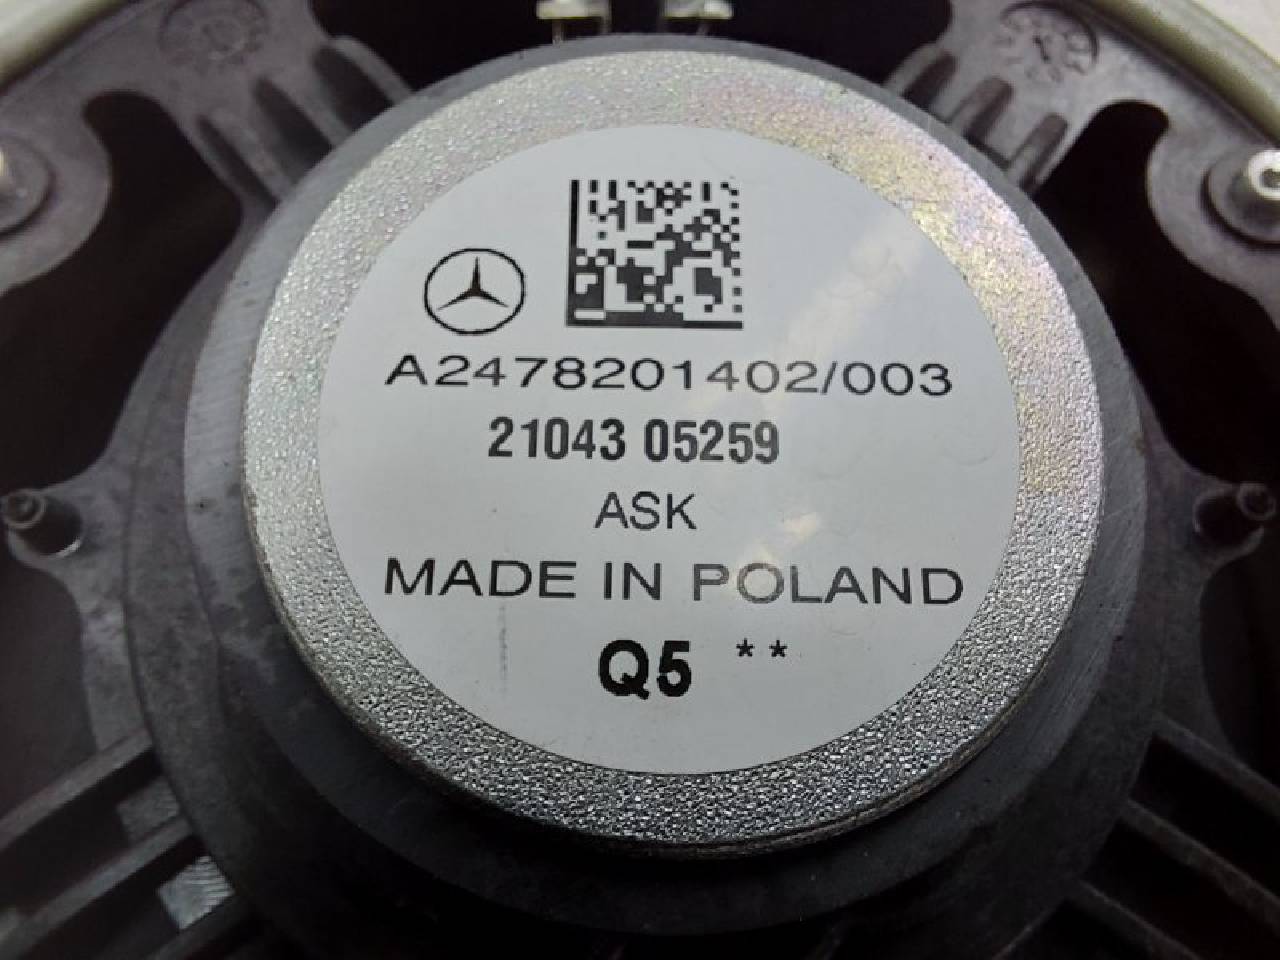 A2478201402/003
21043 05259
ASK
MADE IN POLAND
Q5 **